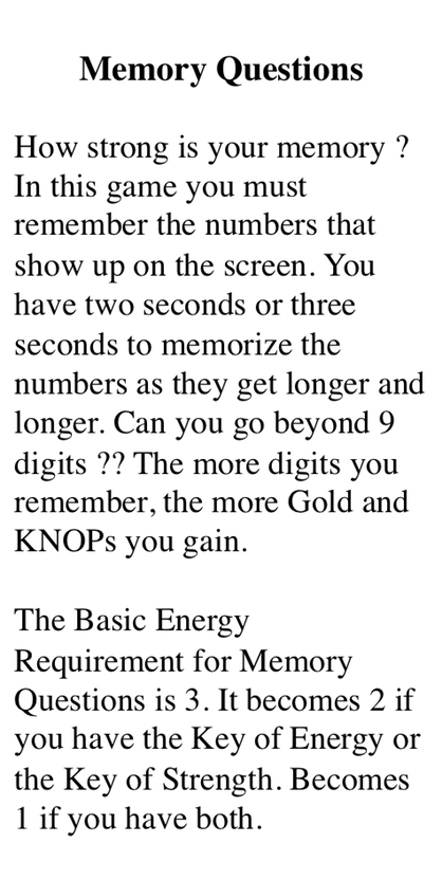 Memory Questions
How strong is your memory ?
In this game you must
remember the numbers that
show up on the screen. You
have two seconds or three
seconds to memorize the
numbers as they get longer and
longer. Can you go beyond 9
digits ?? The more digits you
remember, the more Gold and
KNOPs you gain.
The Basic Energy
Requirement for Memory
Questions is 3. It becomes 2 if
you have the Key of Energy or
the Key of Strength. Becomes
1 if you have both.